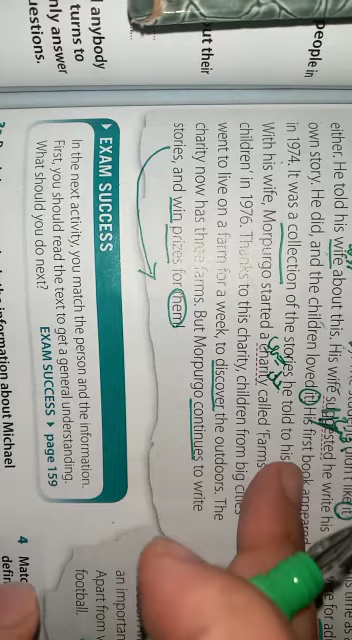 people in
ut their
l anybody
turns to
nly answer
uestions.
didn't like it
either. He told his wife about this. His wife suggested he write his
own story. He did, and the children loved it! His first book appeared
in 1974. It was a collection of the stories he told to his
With his wife, Morpurgo started a charity called 'Farms
children' in 1976. Thanks to this charity, children from big cities
went to live on a farm for a week, to discover the outdoors. The
charity now has three farms. But Morpurgo continues to write
stories, and win prizes for them!
EXAM SUCCESS
In the next activity, you match the person and the information.
First, you should read the text to get a general understanding.
What should you do next?
EXAM SUCCESS ▸ page 159
the information about Michael
4 Matc
defin
an importan
Apart from
football.